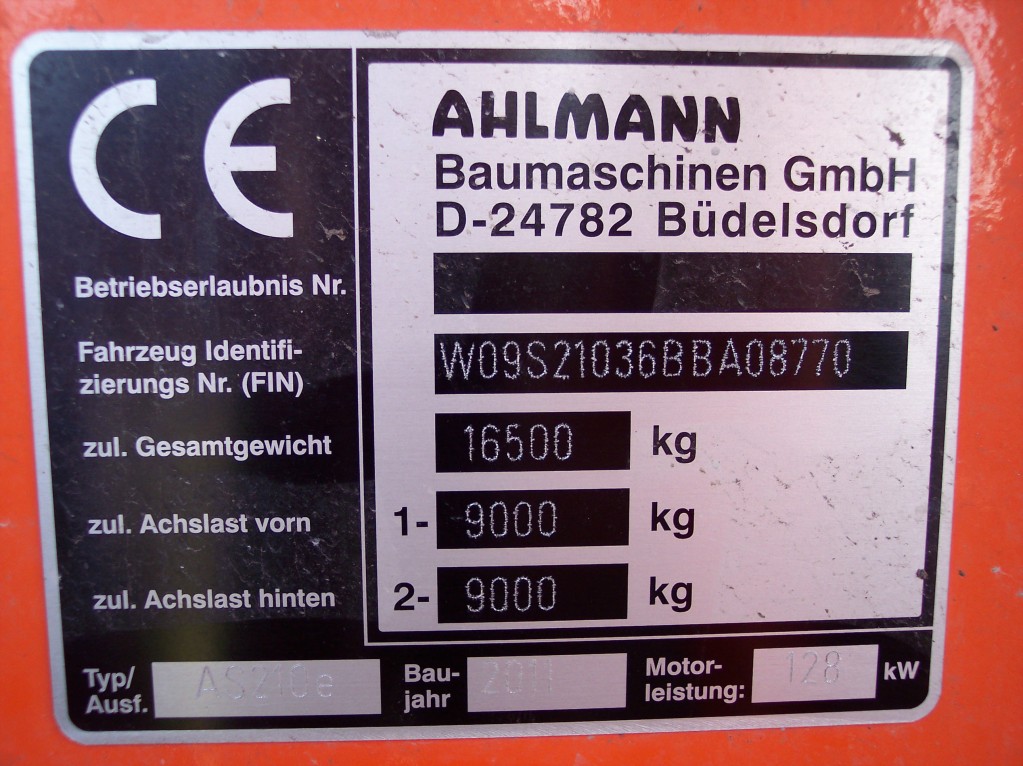 CE
AHLMANN
Baumaschinen GmbH
D-24782 Büdelsdorf
Betriebserlaubnis Nr.
Fahrzeug Identifi-
zierungs Nr. (FIN) W09S21036BBA08770
zul. Gesamtgewicht 16500 kg
zul. Achslast vorn 1- 9000 kg
zul. Achslast hinten 2- 9000 kg
Typ/
Ausf. AS210e
Bau-
jahr 2011
Motor-
leistung: 128 kW